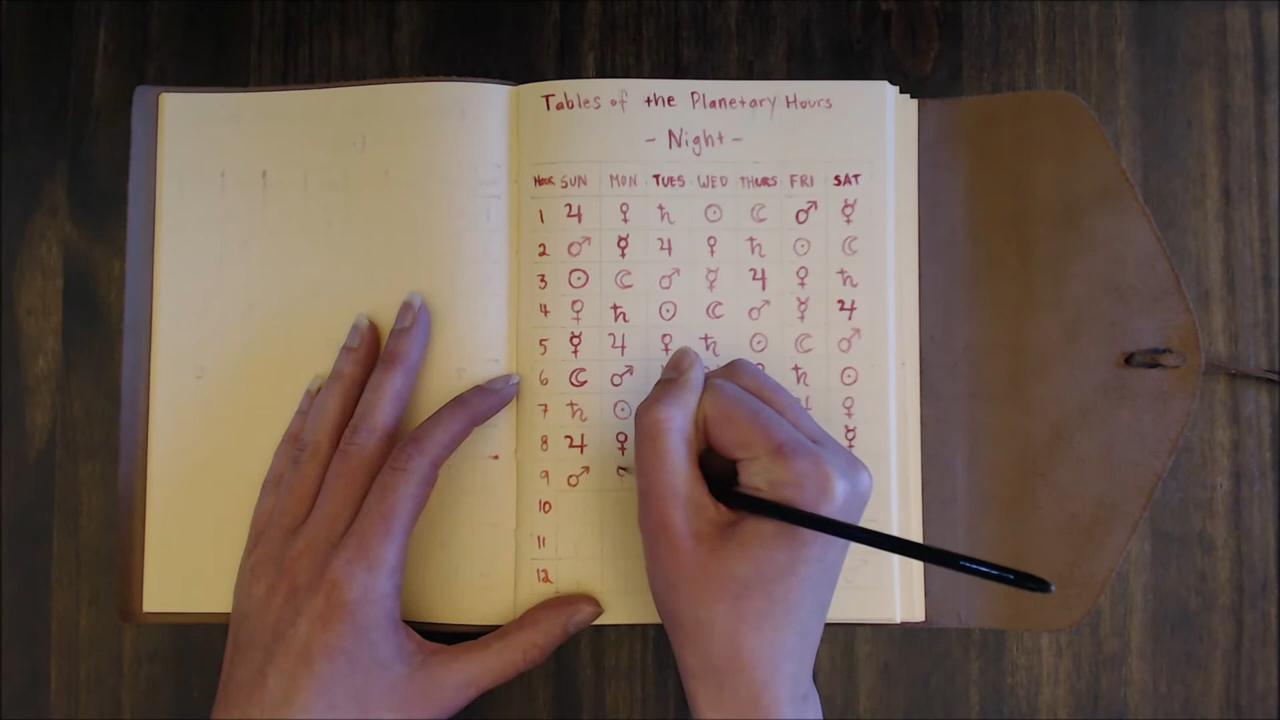 Tables of the Planetary Hours
- Night -
HOUR SUN MON TUES WED THURS FRI SAT
1 ♃ ♀ ♄ ☉ ☾ ♂ ☿
2 ♂ ☿ ♃ ♀ ♄ ☉ ☾
3 ☉ ☾ ♂ ☿ ♃ ♀ ♄
4 ♀ ♄ ☉ ☾ ♂ ☿ ♃
5 ☿ ♃ ♀ ♄ ☉ ☾ ♂
6 ☾ ♂ ♄ ☉
7 ♄ ☉ ♀
8 ♃ ♀ ☿
9 ♂
10
11
12